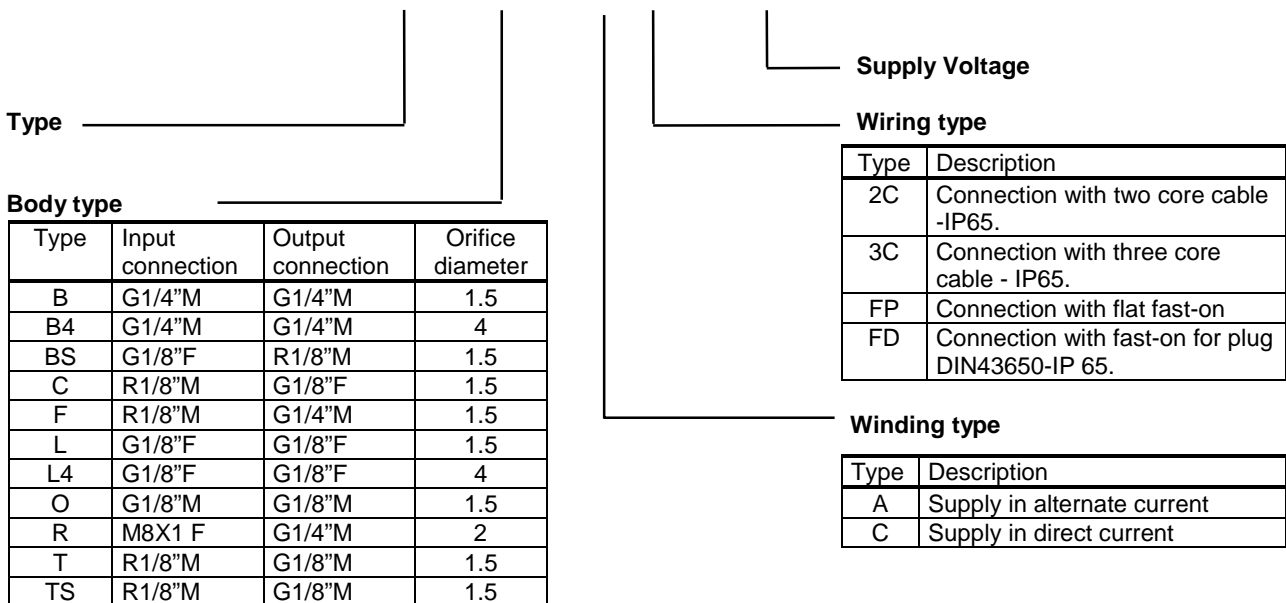 Supply Voltage
Type
Wiring type
Type Description
2C Connection with two core cable
-IP65.
3C Connection with three core
cable - IP65.
FP Connection with flat fast-on
FD Connection with fast-on for plug
DIN43650-IP 65.
Body type
Type Input Output Orifice
connection connection diameter
B G1/4”M G1/4”M 1.5
B4 G1/4”M G1/4”M 4
BS G1/8”F R1/8”M 1.5
C R1/8”M G1/8”F 1.5
F R1/8”M G1/4”M 1.5
L G1/8”F G1/8”F 1.5
L4 G1/8”F G1/8”F 4
O G1/8”M G1/8”M 1.5
R M8X1 F G1/4”M 2
T R1/8”M G1/8”M 1.5
TS R1/8”M G1/8”M 1.5
Winding type
Type Description
A Supply in alternate current
C Supply in direct current